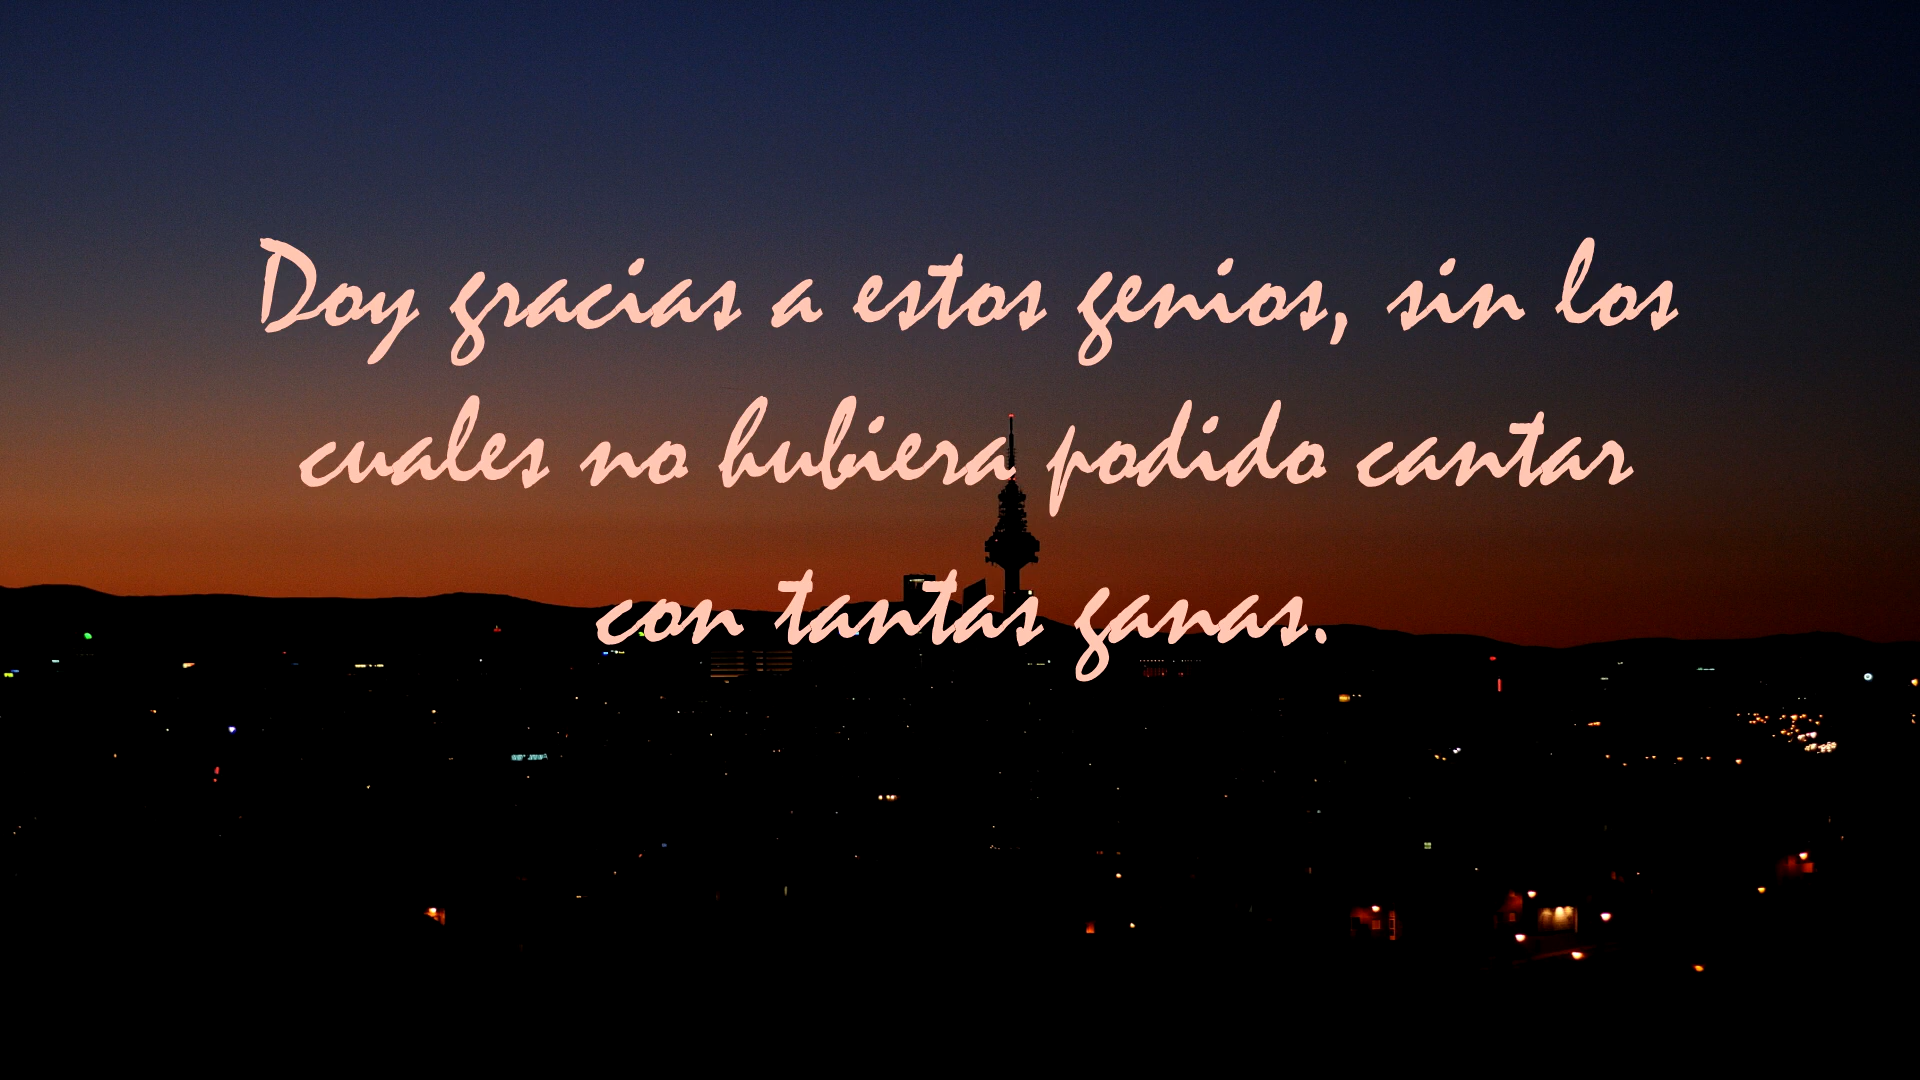 Doy gracias a estos genios, sin los
cuales no hubiera podido cantar
con tantas ganas.